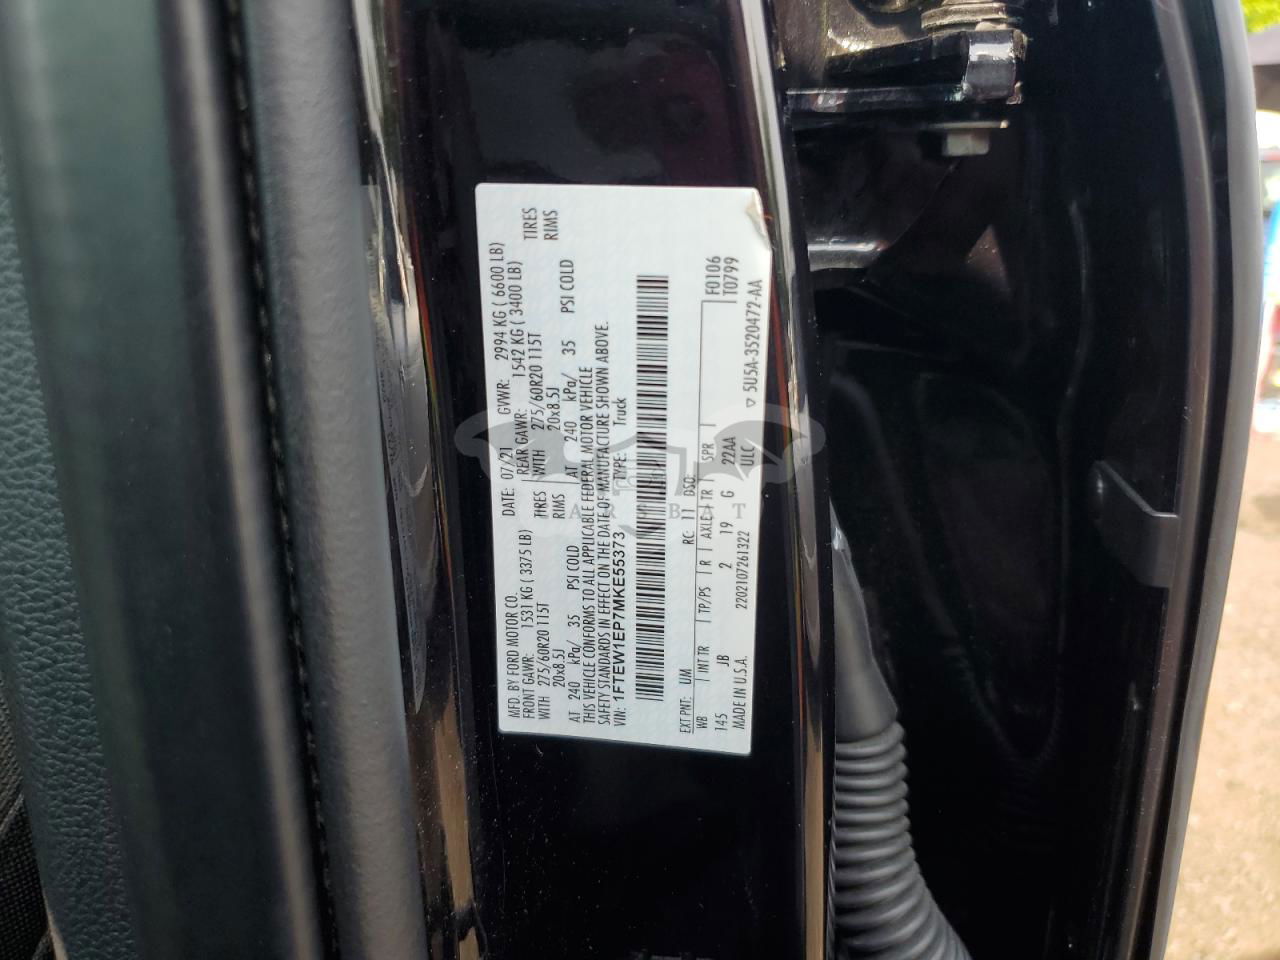 MFD. BY FORD MOTOR CO. DATE: 07/21 GVWR: 2994 KG ( 6600 LB)
FRONT GAWR: 1531 KG ( 3375 LB) REAR GAWR: 1542 KG ( 3400 LB)
WITH 275/60R20 115T TIRES WITH 275/60R20 115T TIRES
20x8.5J RIMS 20x8.5J RIMS
AT 240 kPa/ 35 PSI COLD AT 240 kPa/ 35 PSI COLD
THIS VEHICLE CONFORMS TO ALL APPLICABLE FEDERAL MOTOR VEHICLE
SAFETY STANDARDS IN EFFECT ON THE DATE OF MANUFACTURE SHOWN ABOVE.
VIN: 1FTEW1EP7MKE55373 TYPE: Truck
EXT PNT: UM RC: 11 DSO: F0106
WB INT TR TP/PS R AXLE TR SPR T0799
145 JB 2 19 G 22AA
MADE IN U.S.A. 2202107261322 ULC 5U5A-3520472-AA